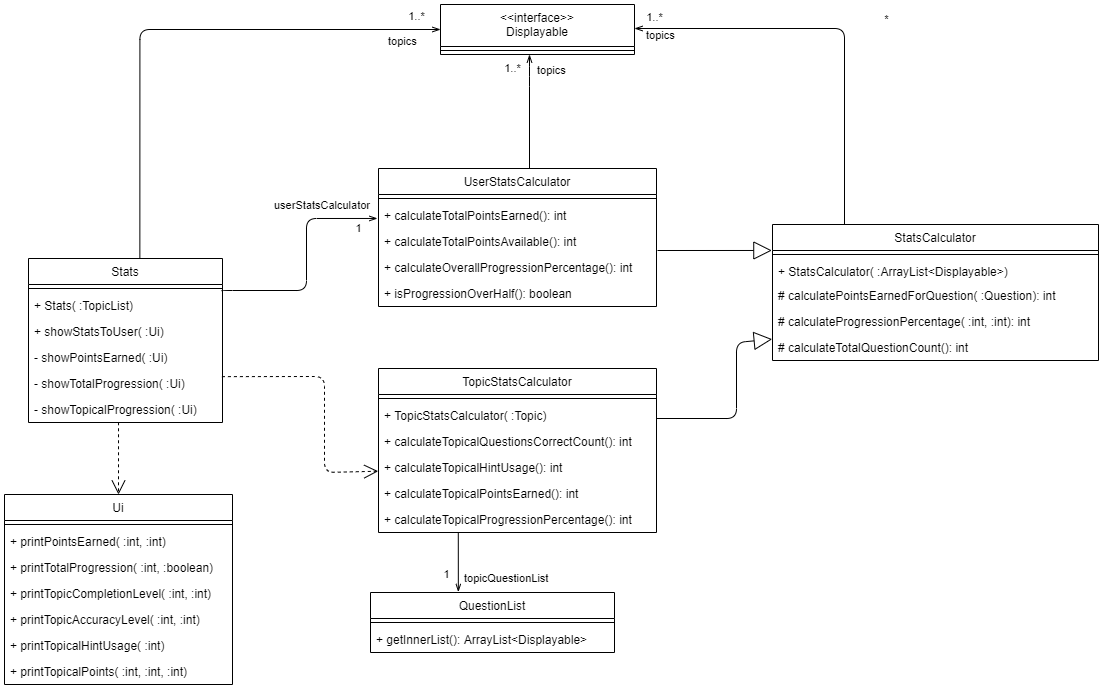 1..*
topics
<<interface>>
Displayable
1..*
topics
*
1..*
topics
UserStatsCalculator
+ calculateTotalPointsEarned(): int
+ calculateTotalPointsAvailable(): int
+ calculateOverallProgressionPercentage(): int
+ isProgressionOverHalf(): boolean
userStatsCalculator
1
StatsCalculator
+ StatsCalculator( :ArrayList<Displayable>)
# calculatePointsEarnedForQuestion( :Question): int
# calculateProgressionPercentage( :int, :int): int
# calculateTotalQuestionCount(): int
Stats
+ Stats( :TopicList)
+ showStatsToUser( :Ui)
- showPointsEarned( :Ui)
- showTotalProgression( :Ui)
- showTopicalProgression( :Ui)
TopicStatsCalculator
+ TopicStatsCalculator( :Topic)
+ calculateTopicalQuestionsCorrectCount(): int
+ calculateTopicalHintUsage(): int
+ calculateTopicalPointsEarned(): int
+ calculateTopicalProgressionPercentage(): int
Ui
+ printPointsEarned( :int, :int)
+ printTotalProgression( :int, :boolean)
+ printTopicCompletionLevel( :int, :int)
+ printTopicAccuracyLevel( :int, :int)
+ printTopicalHintUsage( :int)
+ printTopicalPoints( :int, :int, :int)
1
topicQuestionList
QuestionList
+ getInnerList(): ArrayList<Displayable>